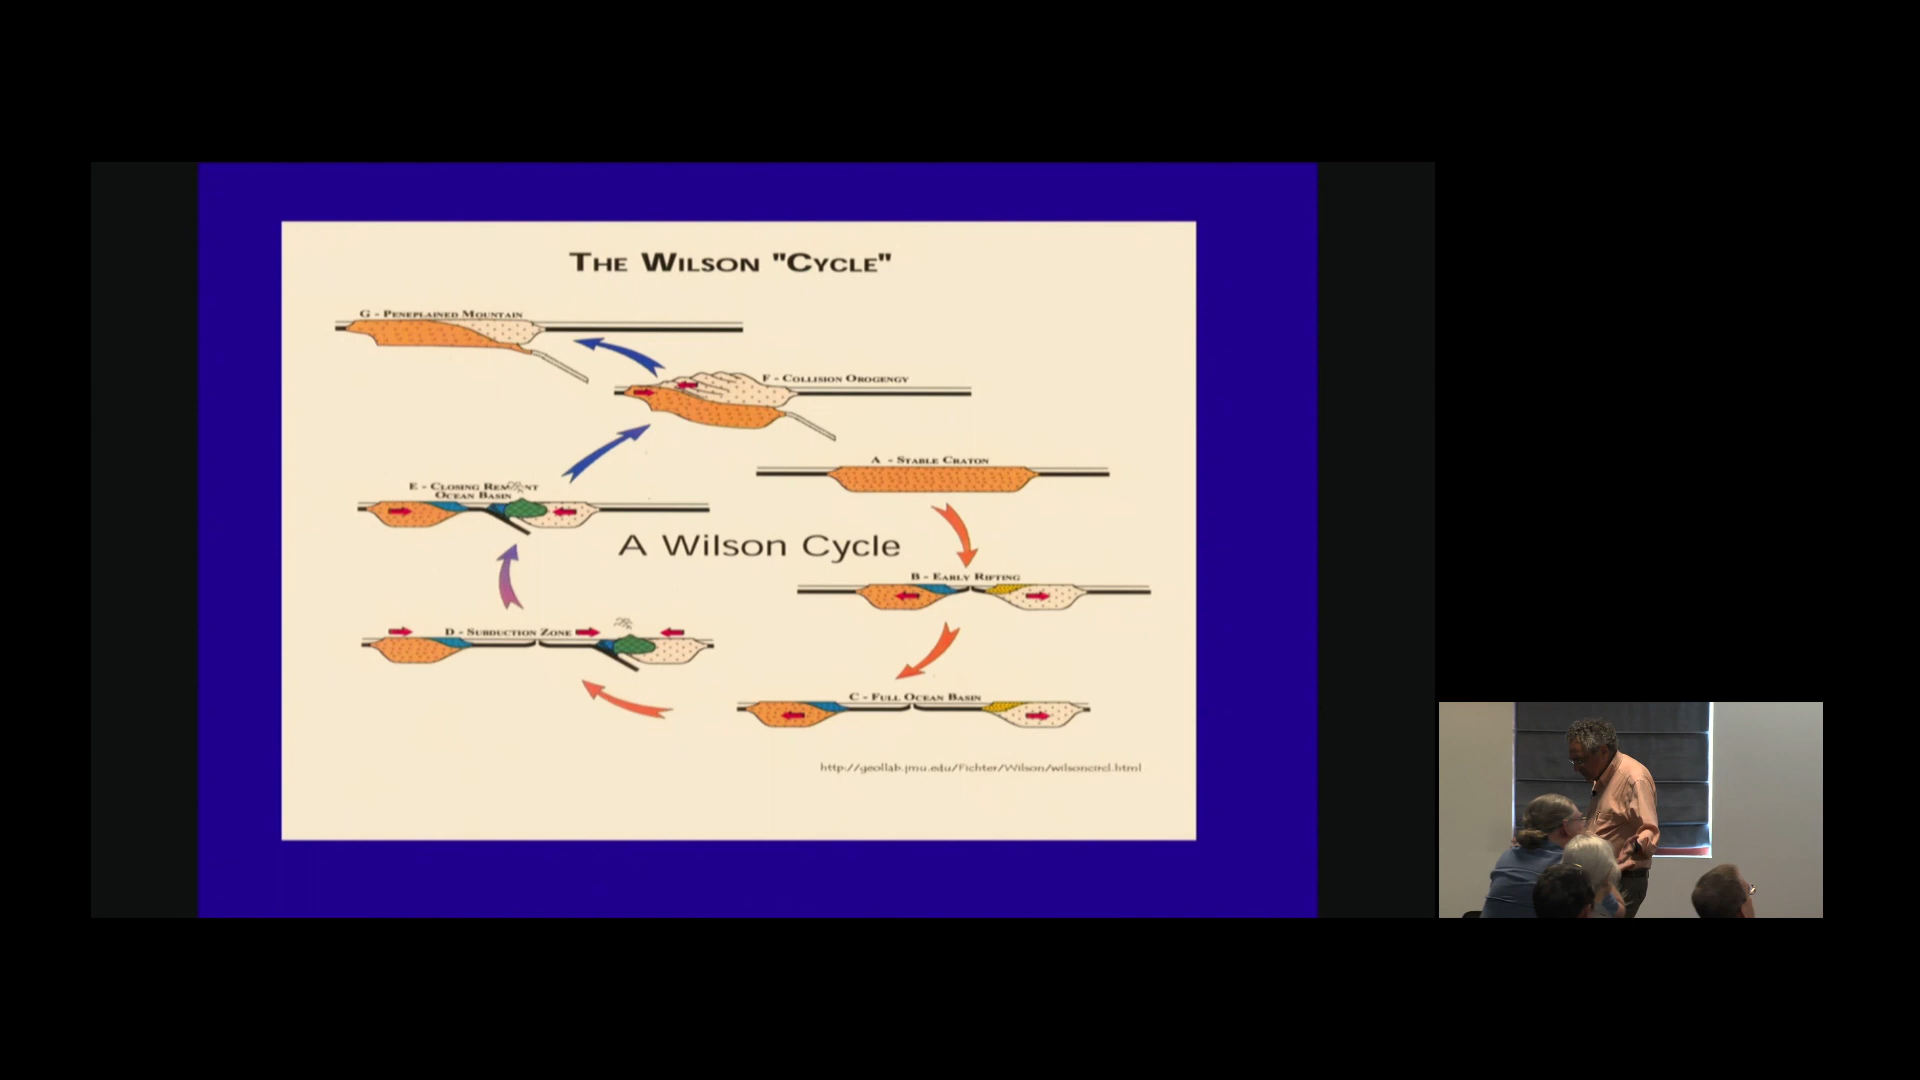 THE WILSON "CYCLE"
G - PENEPLAINED MOUNTAIN
F - COLLISION OROGENGY
A - STABLE CRATON
E - CLOSING REMNANT
OCEAN BASIN
A Wilson Cycle
B - EARLY RIFTING
D - SUBDUCTION ZONE
C - FULL OCEAN BASIN
http://geollab.jmu.edu/Fichter/Wilson/wilsoncircl.html